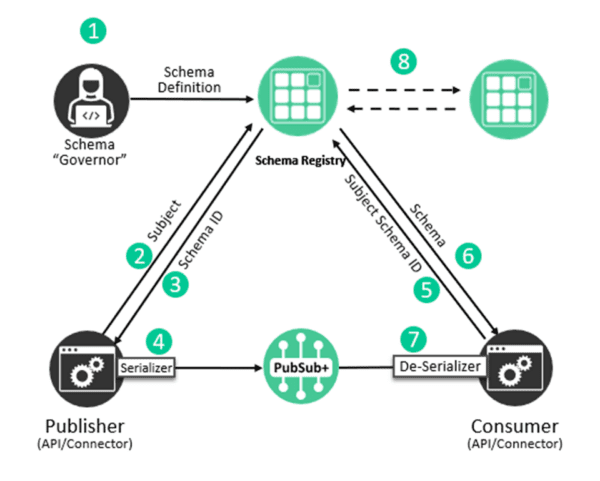 1
8
Schema
Definition
</>
Schema
“Governor”
Schema Registry
Subject
2
Schema ID
3
Subject Schema ID
5
Schema
6
4
7
Serializer
PubSub+
De-Serializer
Publisher
(API/Connector)
Consumer
(API/Connector)